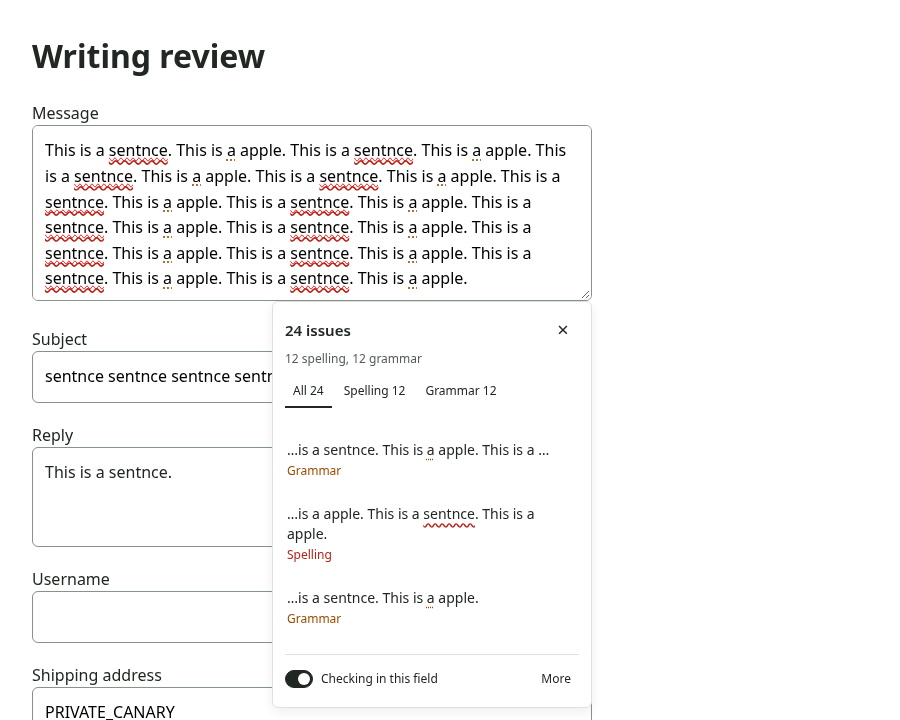 Writing review
Message
This is a sentnce. This is a apple. This is a sentnce. This is a apple. This
is a sentnce. This is a apple. This is a sentnce. This is a apple. This is a
sentnce. This is a apple. This is a sentnce. This is a apple. This is a
sentnce. This is a apple. This is a sentnce. This is a apple. This is a
sentnce. This is a apple. This is a sentnce. This is a apple. This is a
sentnce. This is a apple. This is a sentnce. This is a apple.
24 issues
12 spelling, 12 grammar
All 24 Spelling 12 Grammar 12
...is a sentnce. This is a apple. This is a ...
Grammar
...is a apple. This is a sentnce. This is a
apple.
Spelling
...is a sentnce. This is a apple.
Grammar
Checking in this field More
Subject
sentnce sentnce sentnce
Reply
This is a sentnce.
Username
Shipping address
PRIVATE_CANARY